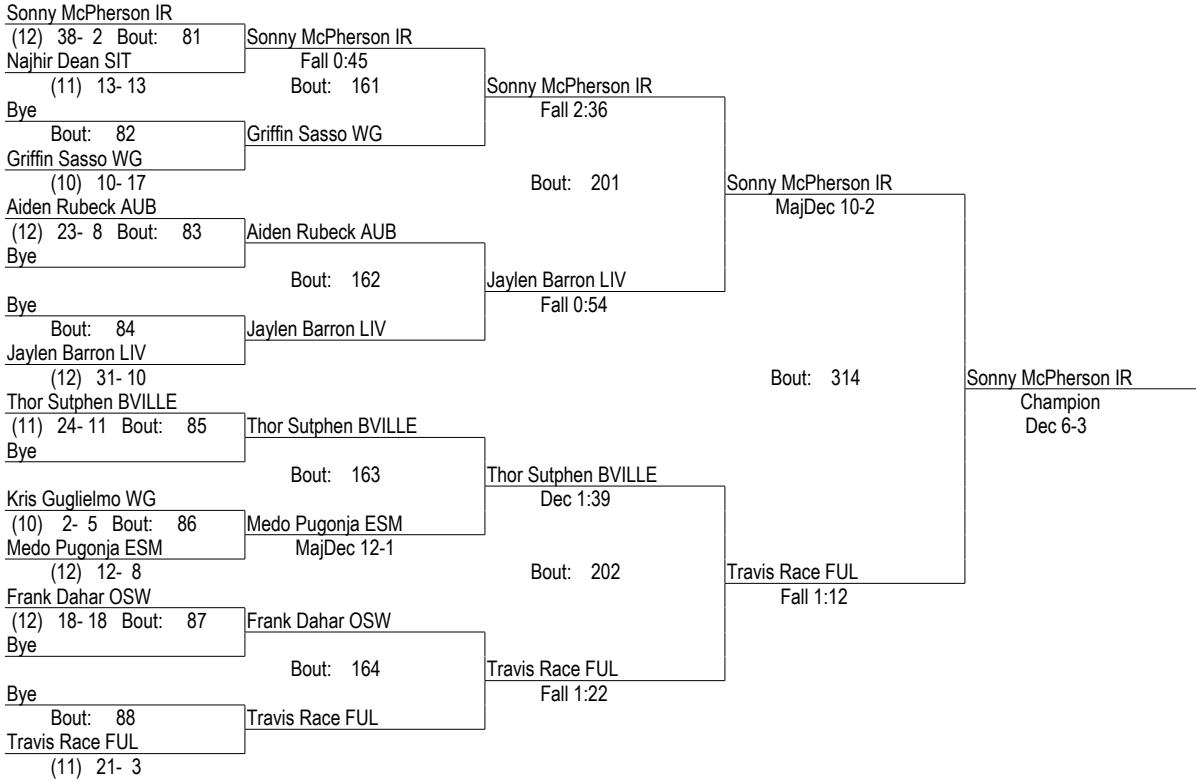 Sonny McPherson IR
(12) 38- 2 Bout: 81
Sonny McPherson IR
Najhir Dean SIT
Fall 0:45
(11) 13- 13
Bout: 161
Sonny McPherson IR
Bye
Fall 2:36
Bout: 82
Griffin Sasso WG
Griffin Sasso WG
(10) 10- 17
Bout: 201
Sonny McPherson IR
Aiden Rubeck AUB
MajDec 10-2
(12) 23- 8 Bout: 83
Aiden Rubeck AUB
Bye
Bout: 162
Jaylen Barron LIV
Bye
Fall 0:54
Bout: 84
Jaylen Barron LIV
Jaylen Barron LIV
(12) 31- 10
Bout: 314
Sonny McPherson IR
Thor Sutphen BVILLE
Champion
(11) 24- 11 Bout: 85
Thor Sutphen BVILLE
Dec 6-3
Bye
Bout: 163
Thor Sutphen BVILLE
Kris Guglielmo WG
Dec 1:39
(10) 2- 5 Bout: 86
Medo Pugonja ESM
Medo Pugonja ESM
MajDec 12-1
(12) 12- 8
Bout: 202
Travis Race FUL
Frank Dahar OSW
Fall 1:12
(12) 18- 18 Bout: 87
Frank Dahar OSW
Bye
Bout: 164
Travis Race FUL
Bye
Fall 1:22
Bout: 88
Travis Race FUL
Travis Race FUL
(11) 21- 3